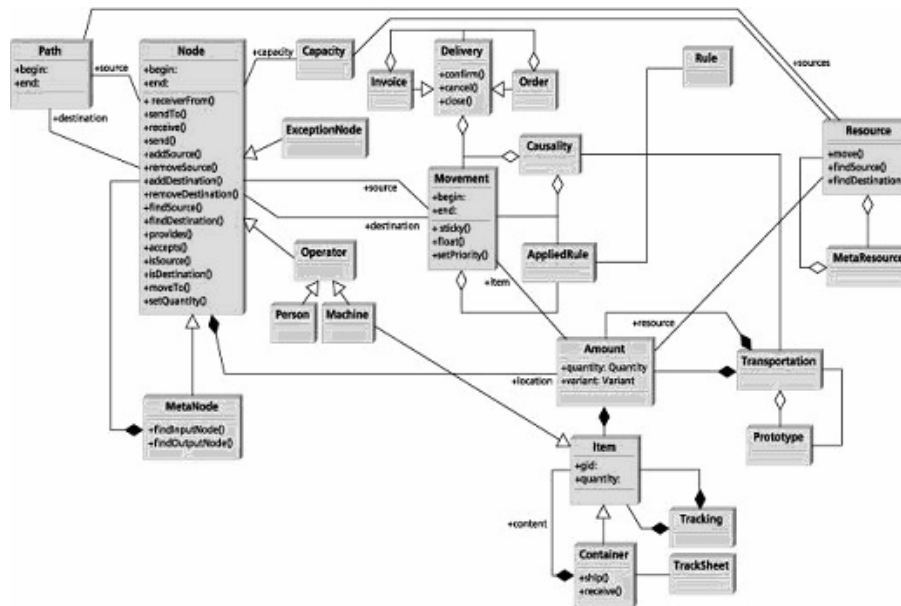 Path
+begin:
+end:
+source
+destination
Node
+begin:
+end:
+ receiverFrom()
+sendTo()
+receive()
+send()
+addSource()
+removeSource()
+addDestination()
+removeDestination()
+findSource()
+findDestination()
+provides()
+accepts()
+isSource()
+isDestination()
+moveTo()
+setQuantity()
+capacity
Capacity
Invoice
Delivery
+confirm()
+cancel()
+close()
Order
Rule
+sources
Resource
+move()
+findSource()
+findDestination
MetaResource
ExceptionNode
Causality
+source
+destination
Movement
+begin:
+end:
+ sticky()
+float()
+setPriority()
AppliedRule
Operator
Person
Machine
+Item
+resource
Amount
+quantity: Quantity
+variant: Variant
+location
Transportation
Prototype
MetaNode
+findInputNode()
+findOutputNode()
Item
+gid:
+quantity:
+content
Tracking
Container
+ship()
+receive()
TrackSheet